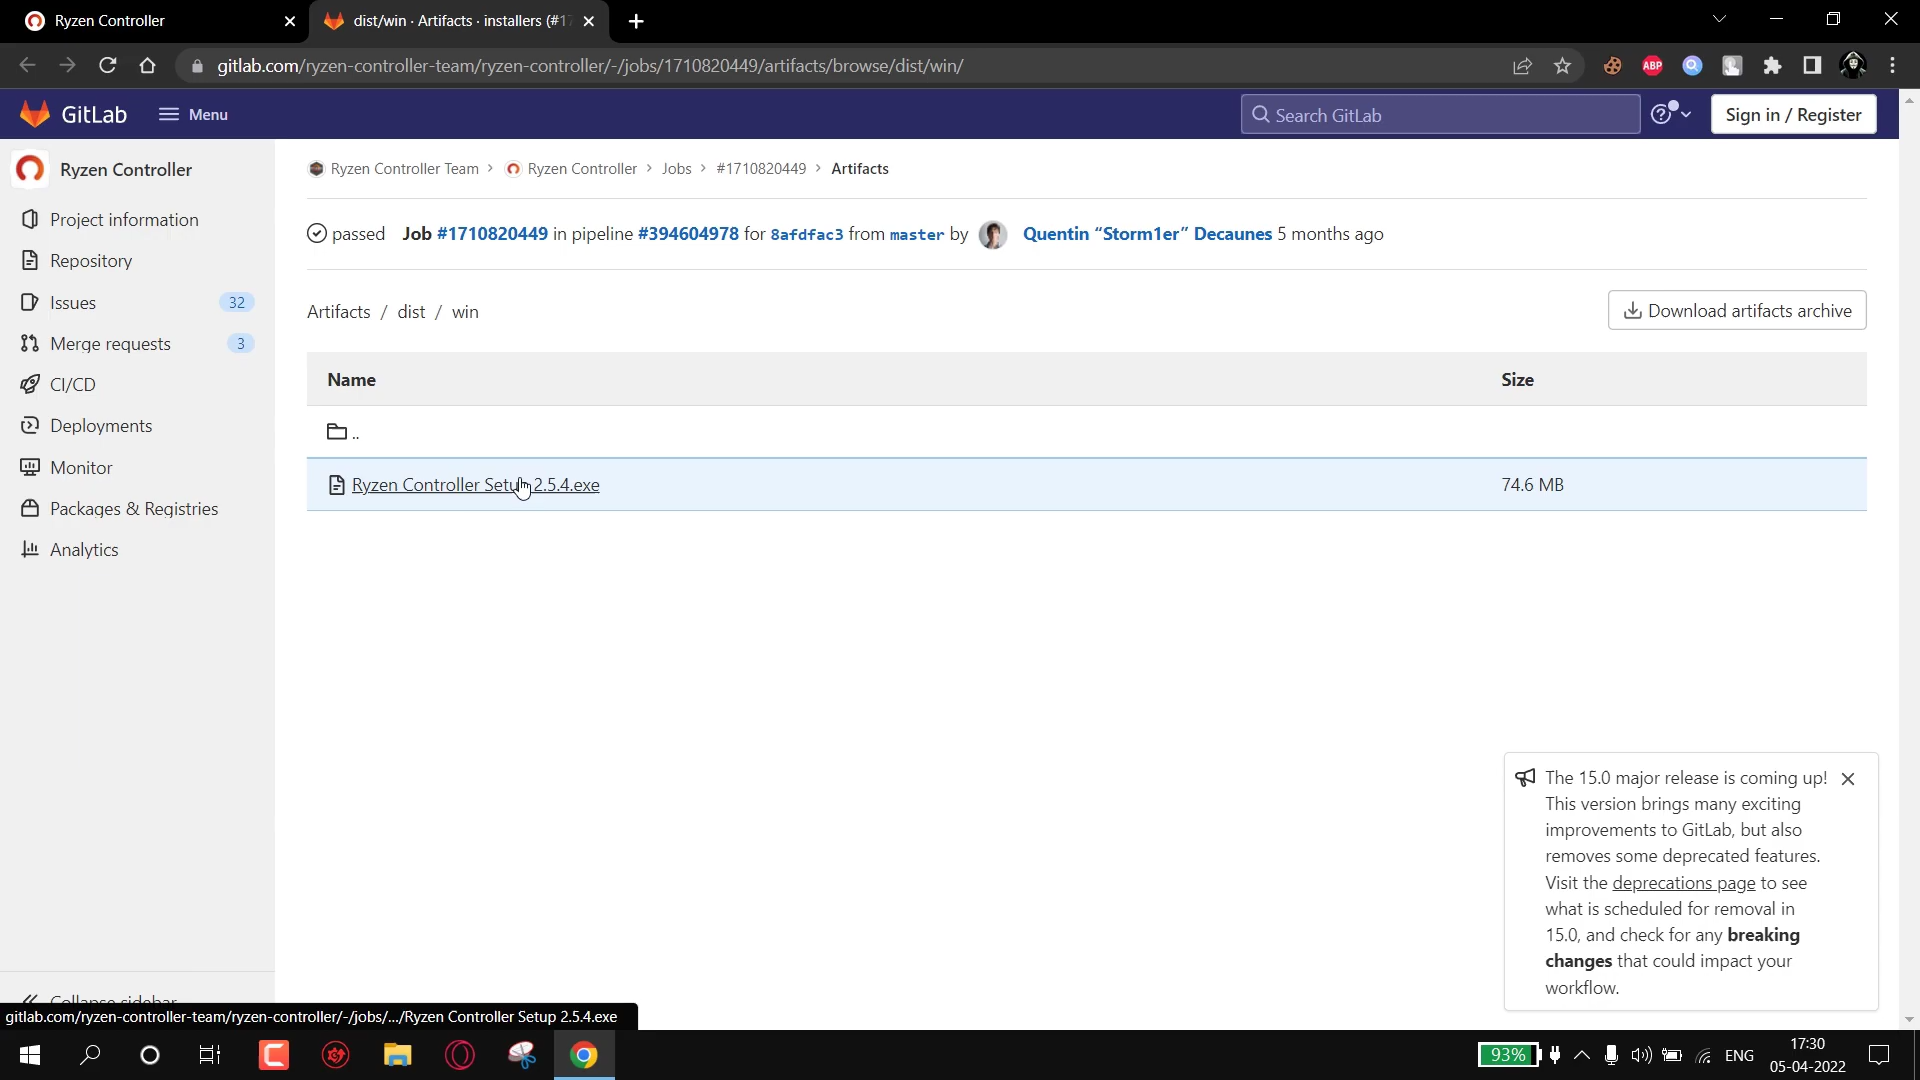 Ryzen Controller
dist/win · Artifacts · installers (#17
gitlab.com/ryzen-controller-team/ryzen-controller/-/jobs/1710820449/artifacts/browse/dist/win/
ABP
GitLab
Menu
Search GitLab
Sign in / Register
Ryzen Controller
Project information
Repository
Issues 32
Merge requests 3
CI/CD
Deployments
Monitor
Packages & Registries
Analytics
Collapse sidebar
Ryzen Controller Team › Ryzen Controller › Jobs › #1710820449 › Artifacts
passed Job #1710820449 in pipeline #394604978 for 8afdfac3 from master by Quentin “Storm1er” Decaunes 5 months ago
Artifacts / dist / win
Download artifacts archive
Name Size
..
Ryzen Controller Setup 2.5.4.exe 74.6 MB
The 15.0 major release is coming up!
This version brings many exciting
improvements to GitLab, but also
removes some deprecated features.
Visit the deprecations page to see
what is scheduled for removal in
15.0, and check for any breaking
changes that could impact your
workflow.
gitlab.com/ryzen-controller-team/ryzen-controller/-/jobs/.../Ryzen Controller Setup 2.5.4.exe
93%
ENG
17:30
05-04-2022